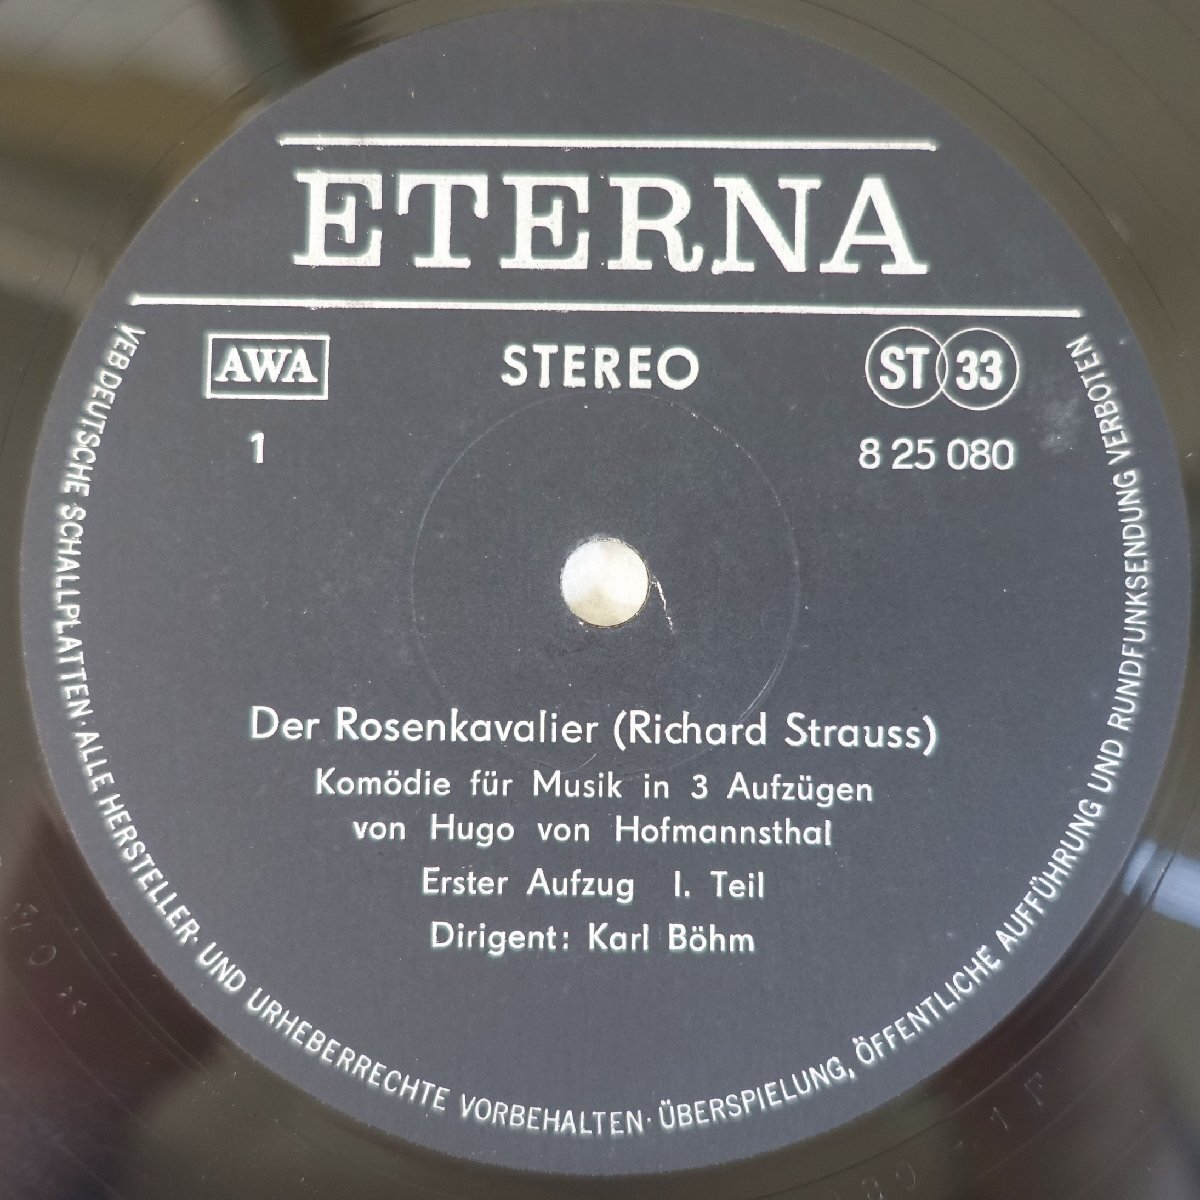 ETERNA
AWA
STEREO
ST 33
1
8 25 080
Der Rosenkavalier (Richard Strauss)
Komödie für Musik in 3 Aufzügen
von Hugo von Hofmannsthal
Erster Aufzug I. Teil
Dirigent: Karl Böhm
VEB DEUTSCHE SCHALLPLATTEN · ALLE HERSTELLER- UND URHEBERRECHTE VORBEHALTEN · ÜBERSPIELUNG, ÖFFENTLICHE AUFFÜHRUNG UND RUNDFUNKSENDUNG VERBOTEN